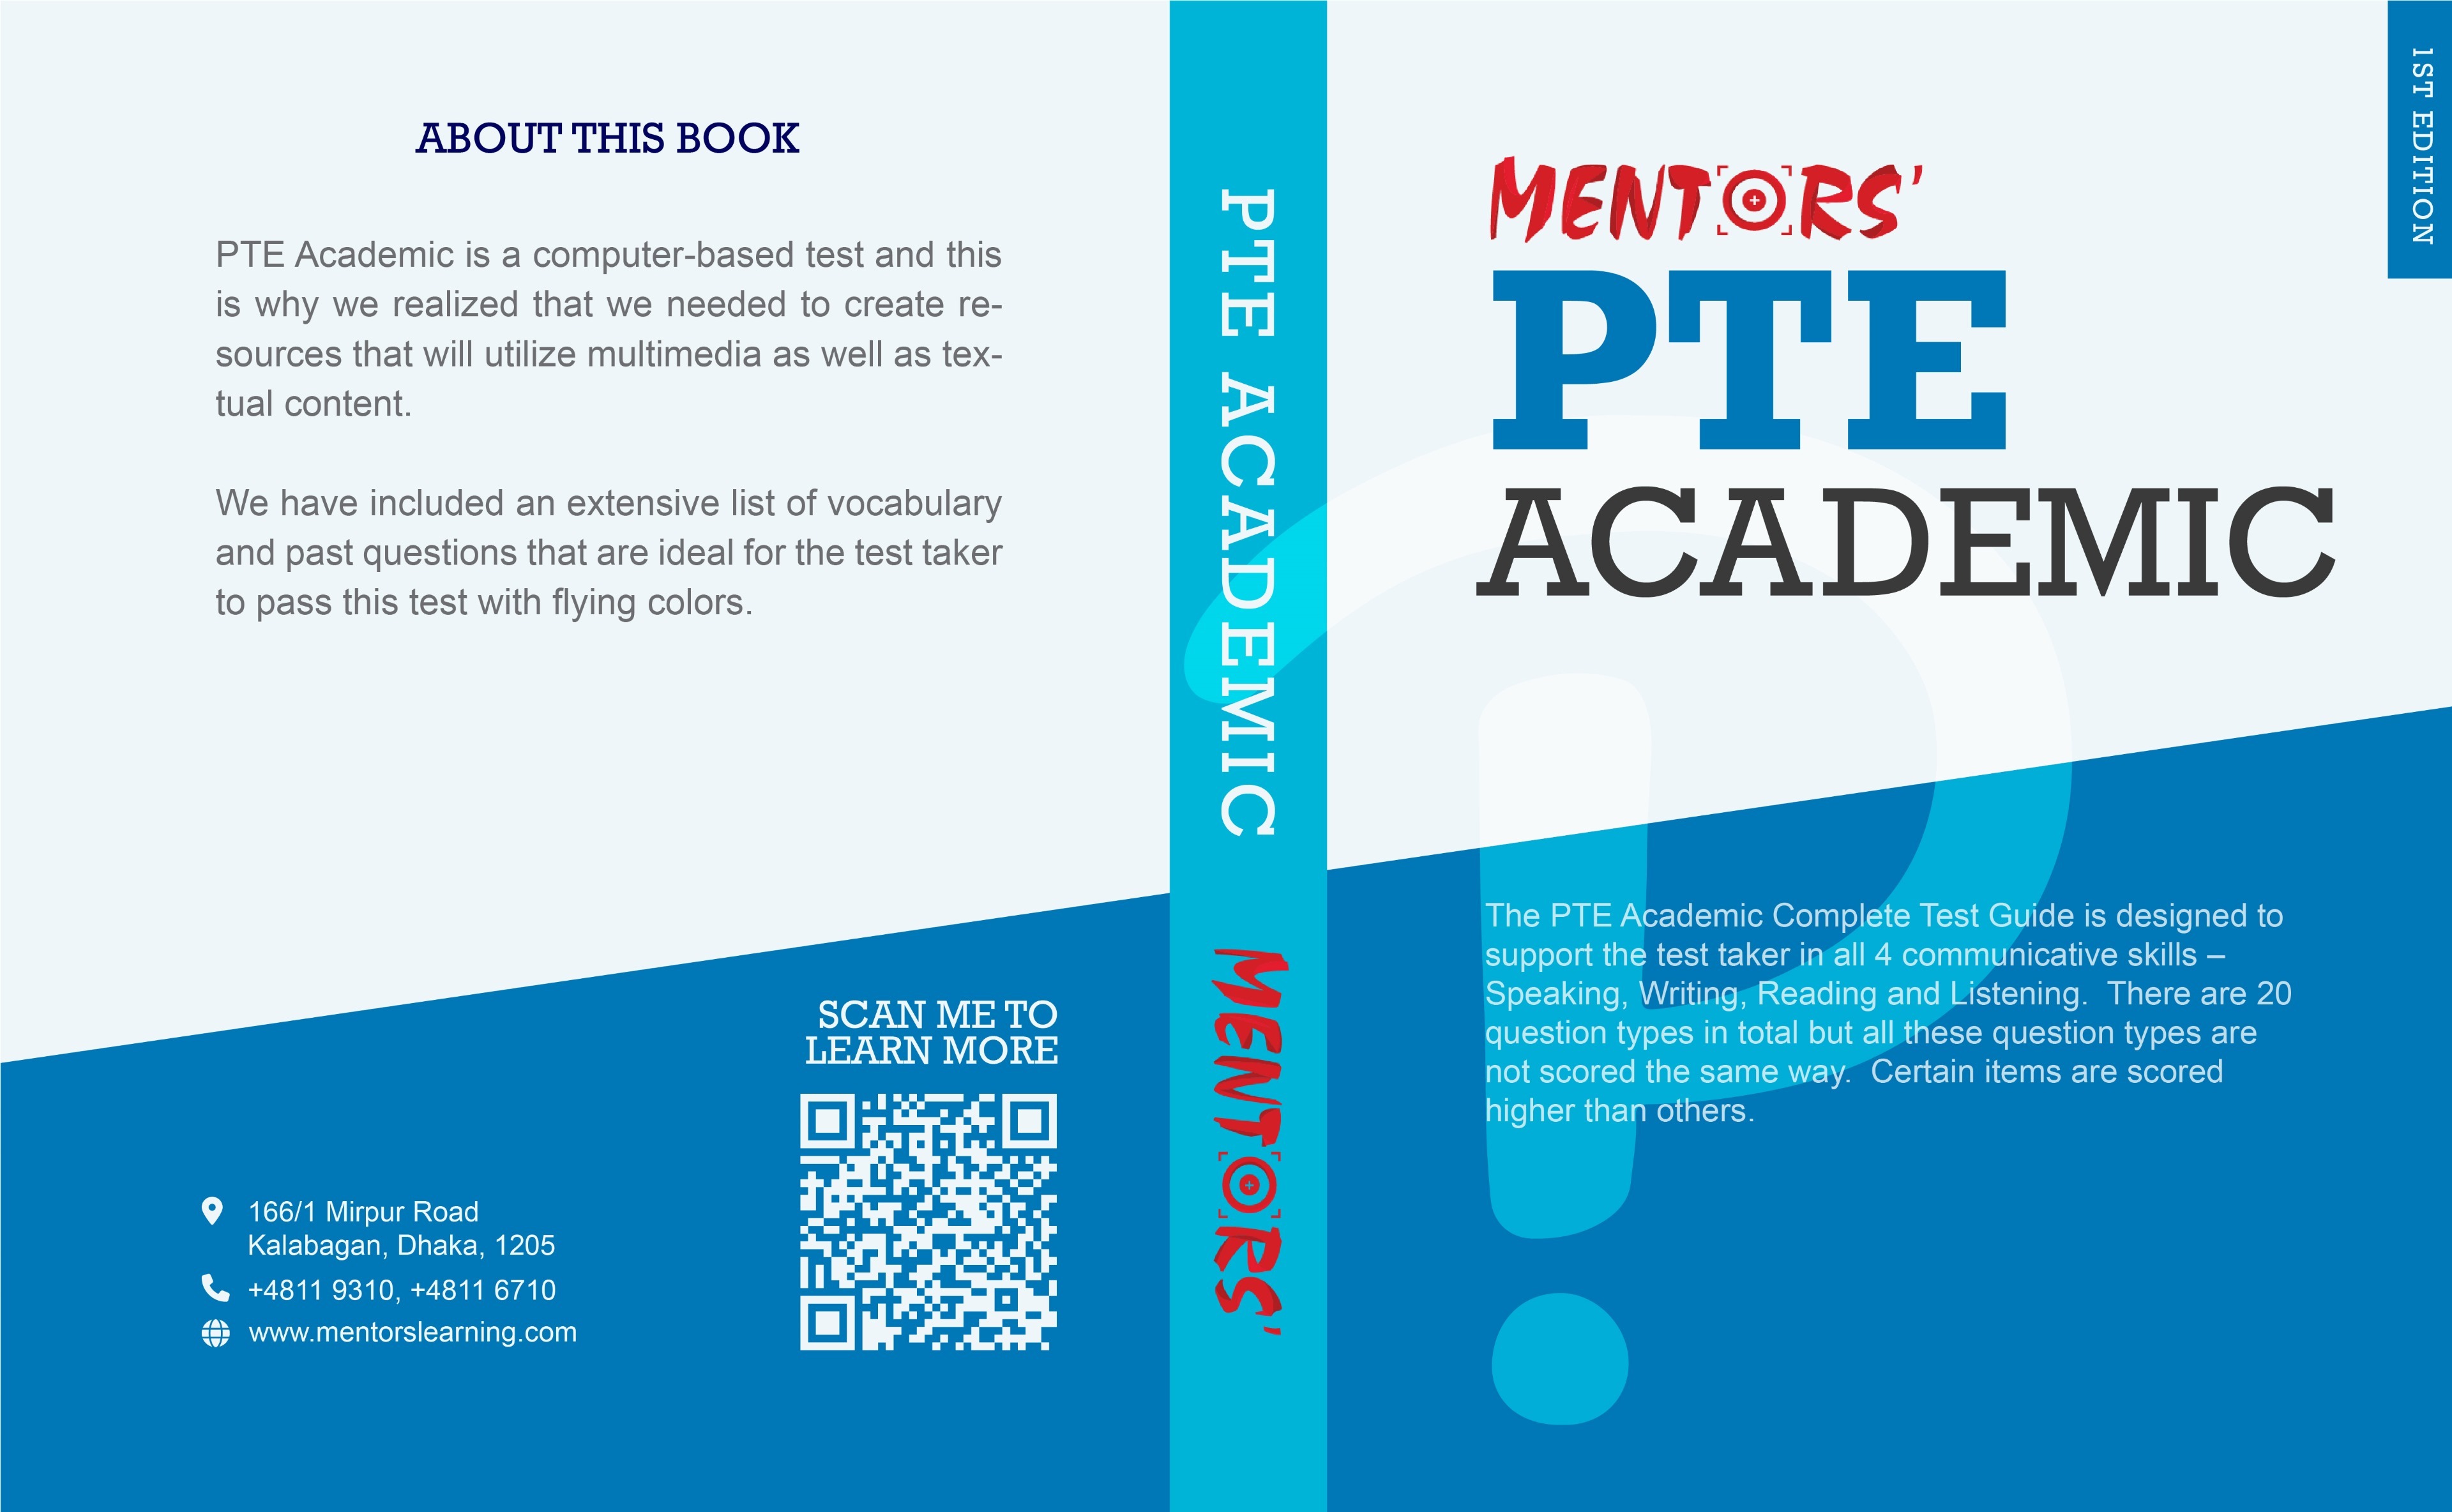 ABOUT THIS BOOK
PTE Academic is a computer-based test and this
is why we realized that we needed to create re-
sources that will utilize multimedia as well as tex-
tual content.
We have included an extensive list of vocabulary
and past questions that are ideal for the test taker
to pass this test with flying colors.
SCAN ME TO
LEARN MORE
166/1 Mirpur Road
Kalabagan, Dhaka, 1205
+4811 9310, +4811 6710
www.mentorslearning.com
PTE ACADEMIC
MENTORS'
1ST EDITION
MENTORS'
PTE
ACADEMIC
The PTE Academic Complete Test Guide is designed to
support the test taker in all 4 communicative skills –
Speaking, Writing, Reading and Listening.  There are 20
question types in total but all these question types are
not scored the same way.  Certain items are scored
higher than others.